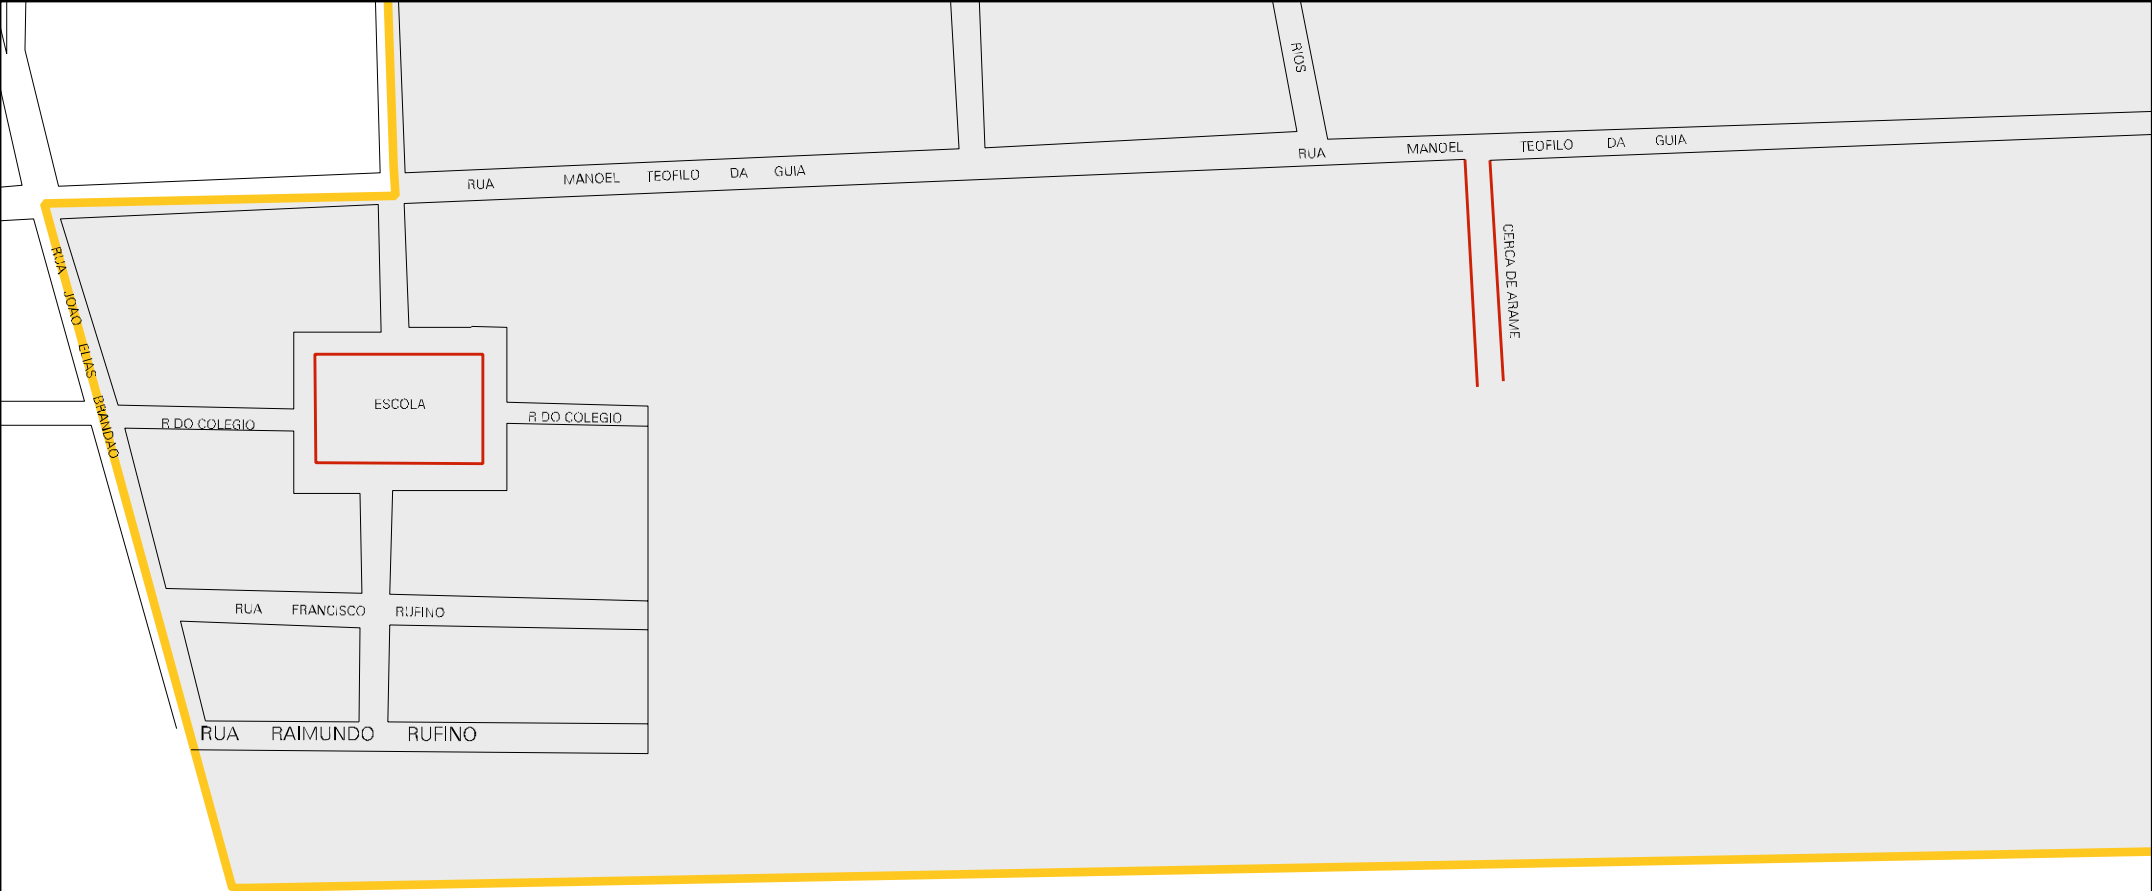 RIOS
RUA MANOEL TEOFILO DA GUIA
RUA MANOEL TEOFILO DA GUIA
RUA JOAO ELIAS BRANDAO
CERCA DE ARAME
ESCOLA
R DO COLEGIO
R DO COLEGIO
RUA FRANCISCO RUFINO
RUA RAIMUNDO RUFINO